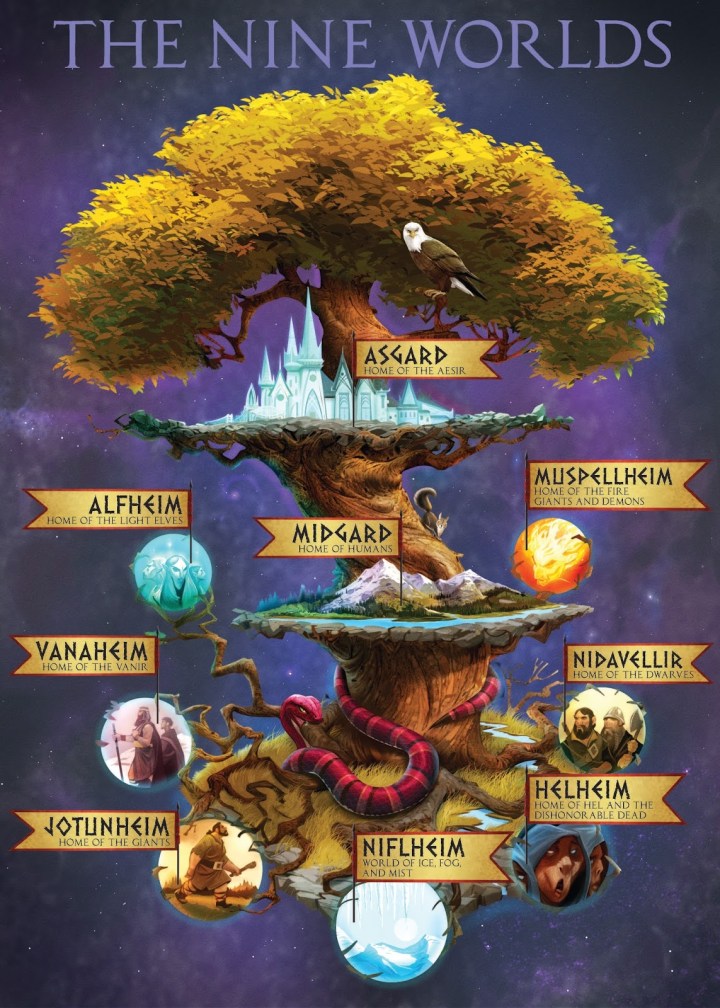 THE NINE WORLDS
ASGARD
HOME OF THE AESIR
MUSPELLHEIM
HOME OF THE FIRE
GIANTS AND DEMONS
ALFHEIM
HOME OF THE LIGHT ELVES
MIDGARD
HOME OF HUMANS
VANAHEIM
HOME OF THE VANIR
NIDAVELLIR
HOME OF THE DWARVES
HELHEIM
HOME OF HEL AND THE
DISHONORABLE DEAD
JOTUNHEIM
HOME OF THE GIANTS
NIFLHEIM
WORLD OF ICE, FOG,
AND MIST